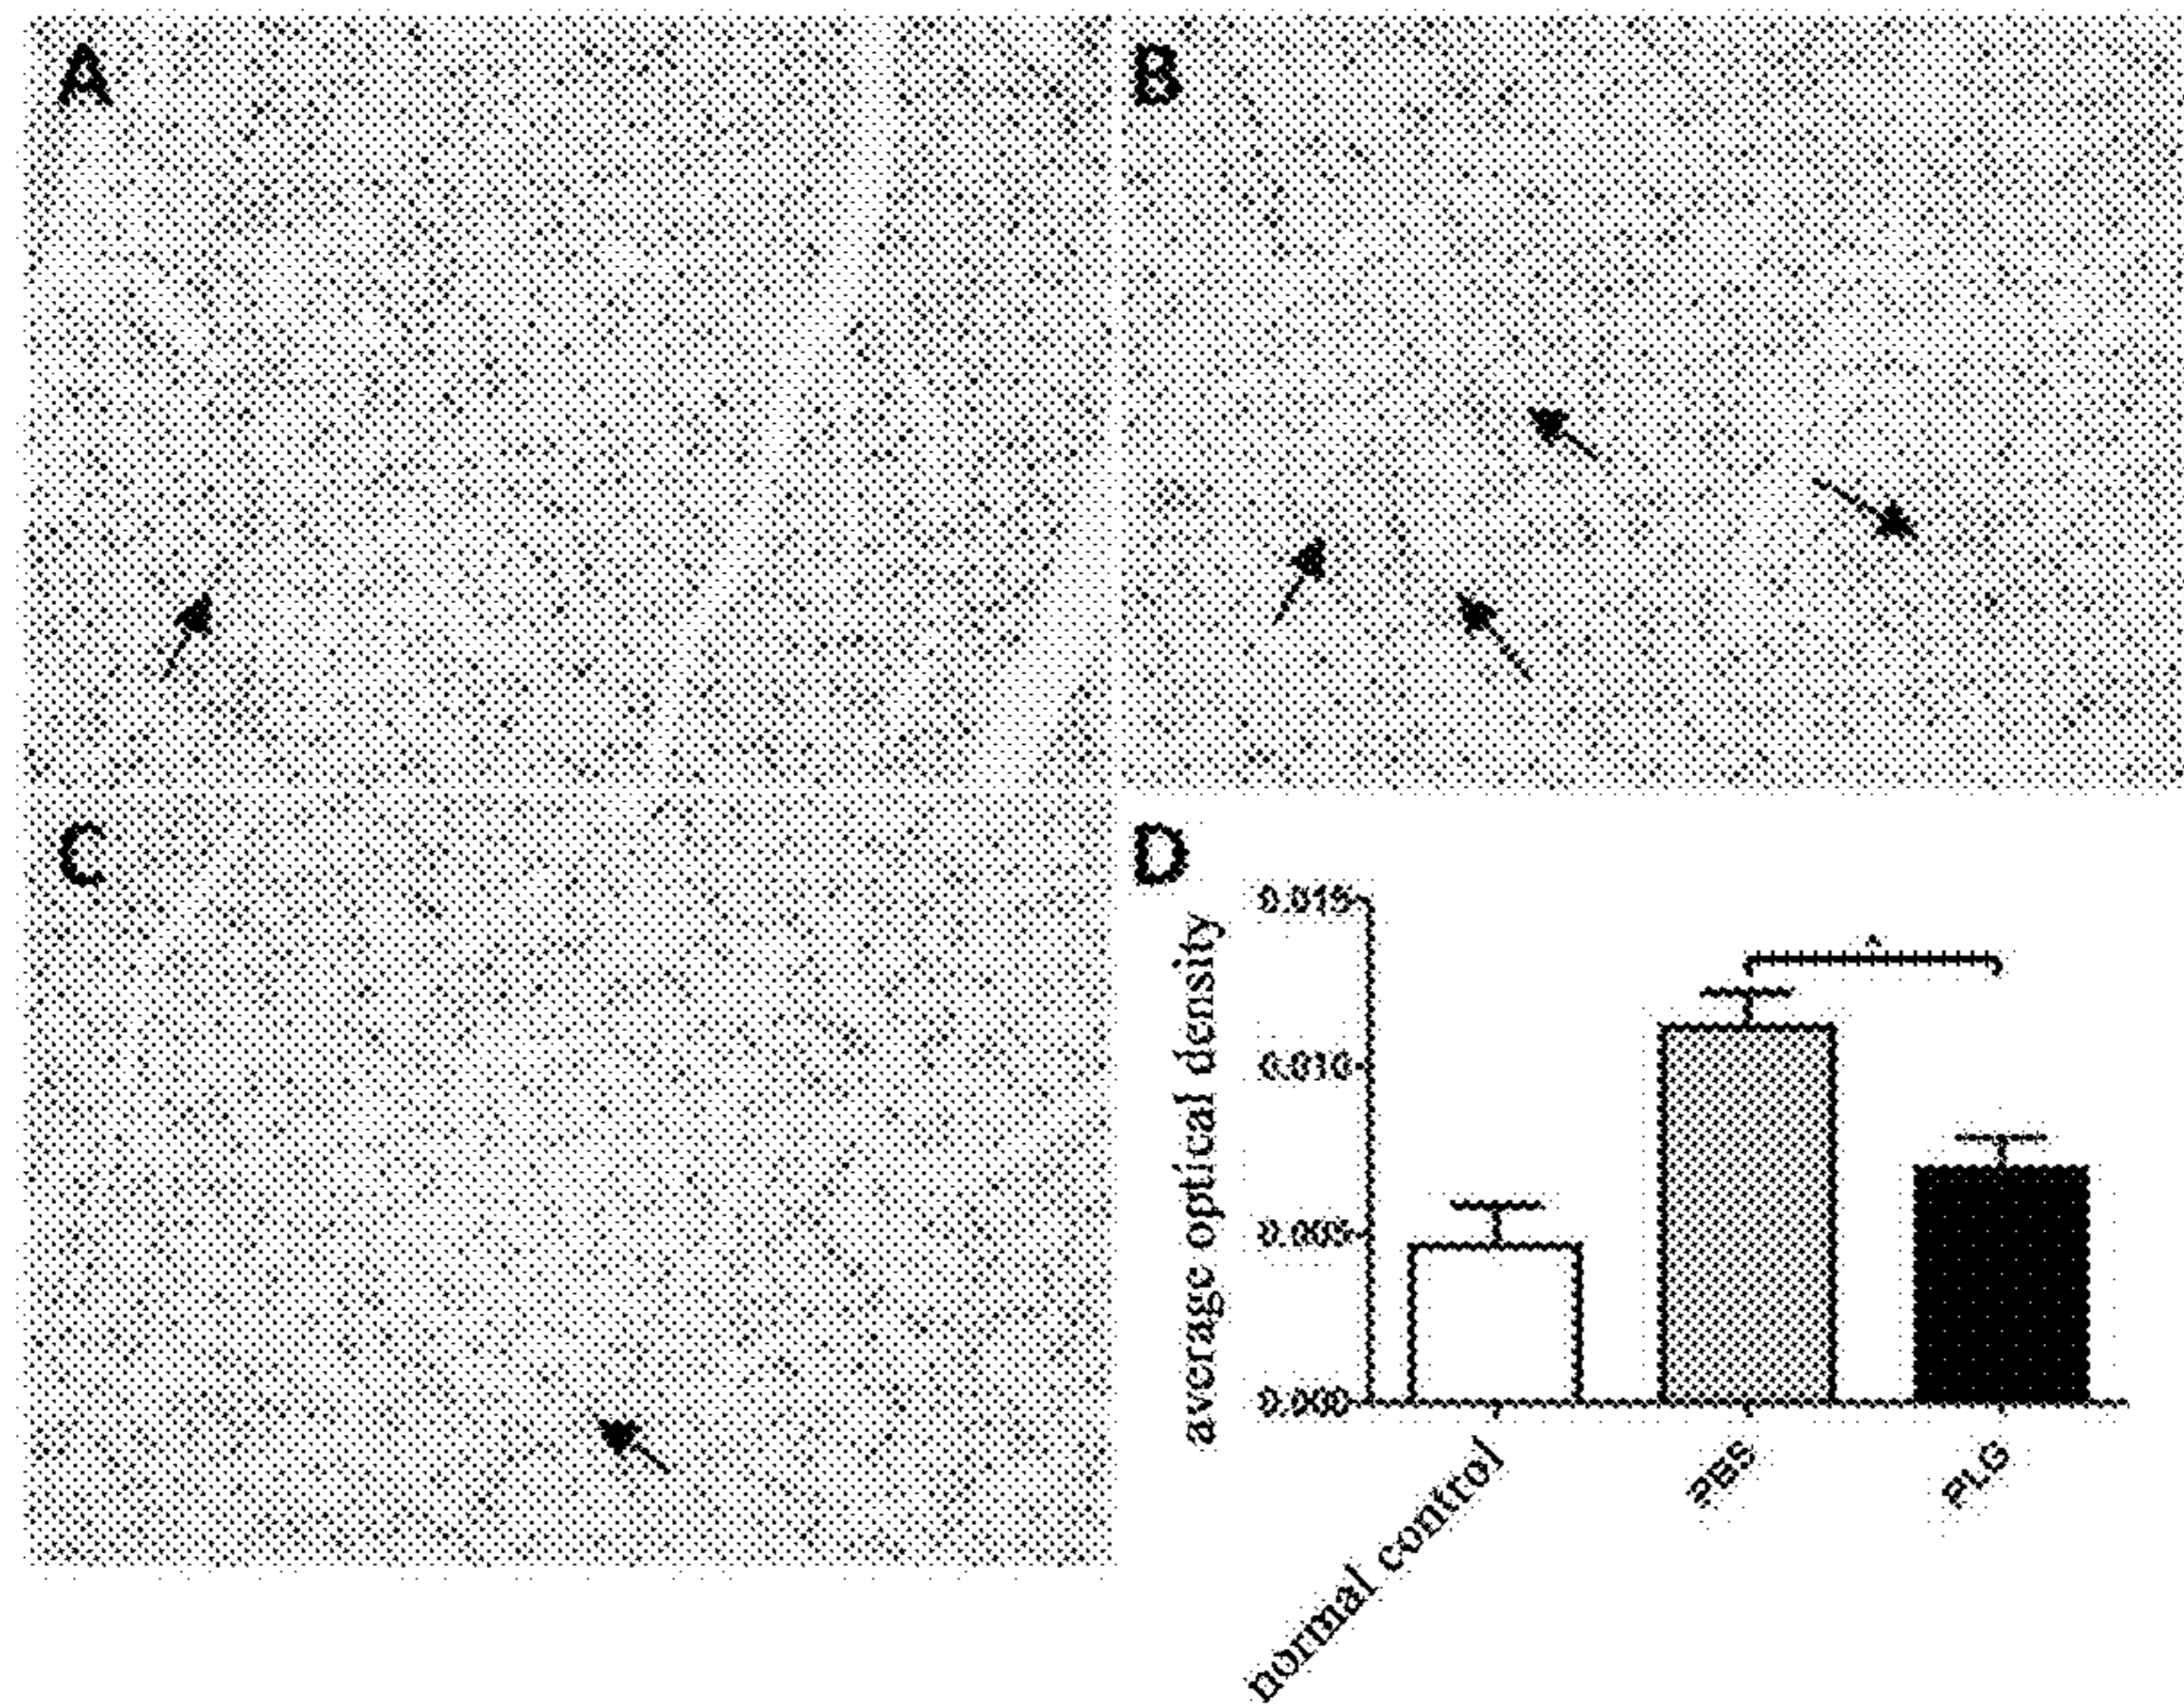 A
B
C
D
average optical density
0.015
0.010
0.005
0.000
normal control
PBS
PLG